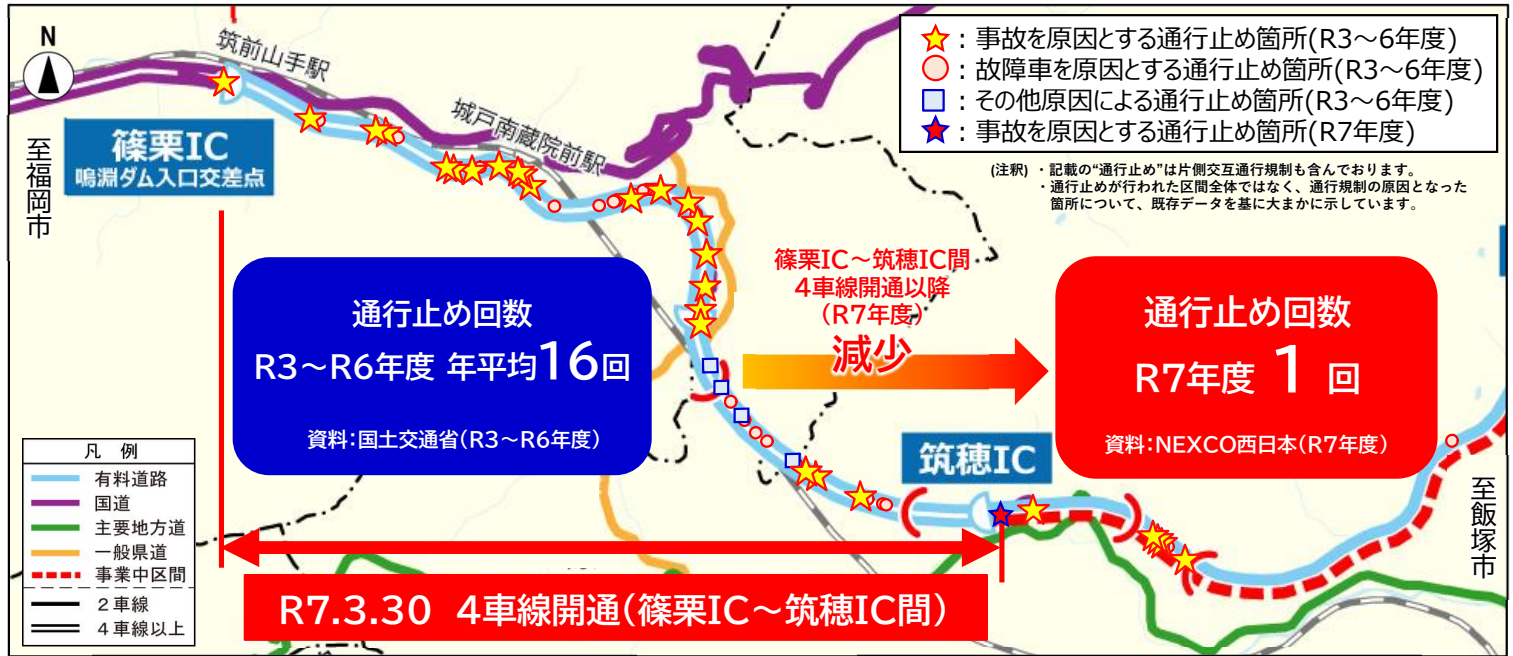 N
筑前山手駅
城戸南蔵院前駅
至福岡市
篠栗IC
鳴淵ダム入口交差点
：事故を原因とする通行止め箇所(R3～6年度)
：故障車を原因とする通行止め箇所(R3～6年度)
：その他原因による通行止め箇所(R3～6年度)
：事故を原因とする通行止め箇所(R7年度)
(注釈) ・記載の“通行止め”は片側交互通行規制も含んでおります。
・通行止めが行われた区間全体ではなく、通行規制の原因となった
箇所について、既存データを基に大まかに示しています。
通行止め回数
R3～R6年度 年平均16回
資料：国土交通省(R3～R6年度)
篠栗IC～筑穂IC間
4車線開通以降
(R7年度)
減少
通行止め回数
R7年度 1 回
資料：NEXCO西日本(R7年度)
筑穂IC
至飯塚市
凡 例
有料道路
国道
主要地方道
一般県道
事業中区間
２車線
４車線以上
R7.3.30 4車線開通(篠栗IC～筑穂IC間)